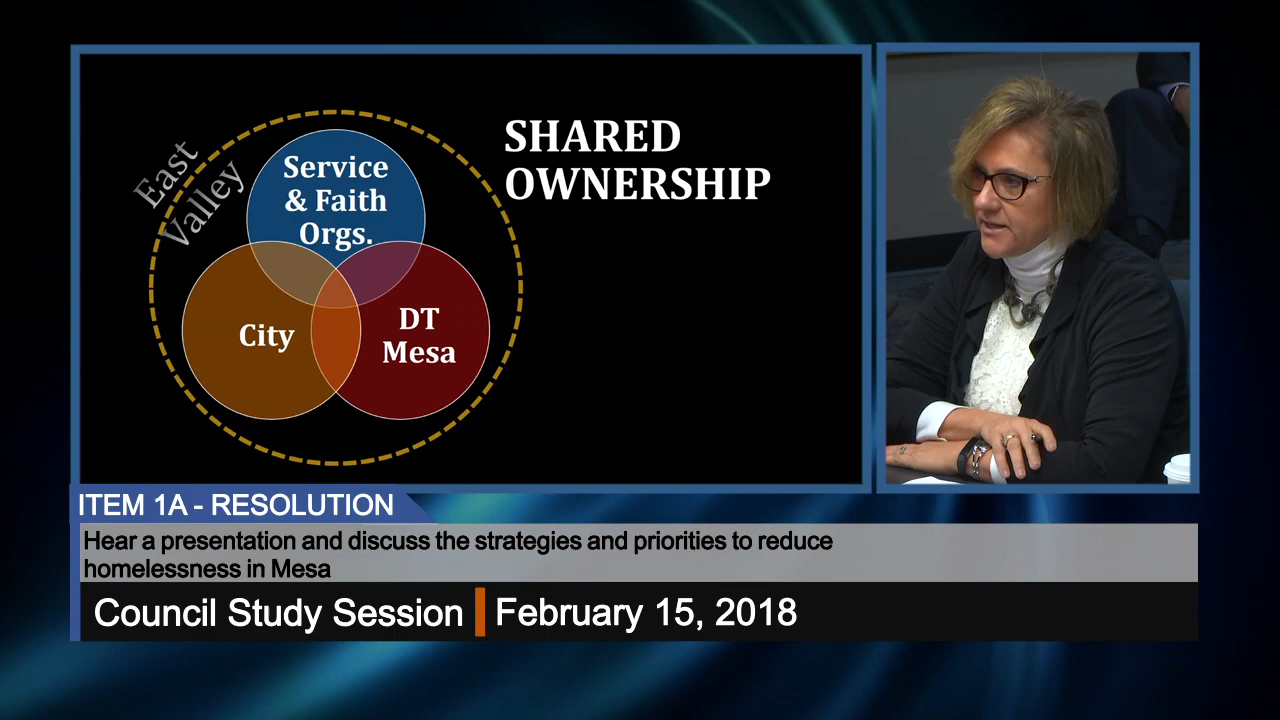 East
Valley
Service
& Faith
Orgs.
City
DT
Mesa
SHARED
OWNERSHIP
ITEM 1A - RESOLUTION
Hear a presentation and discuss the strategies and priorities to reduce
homelessness in Mesa
Council Study Session
February 15, 2018